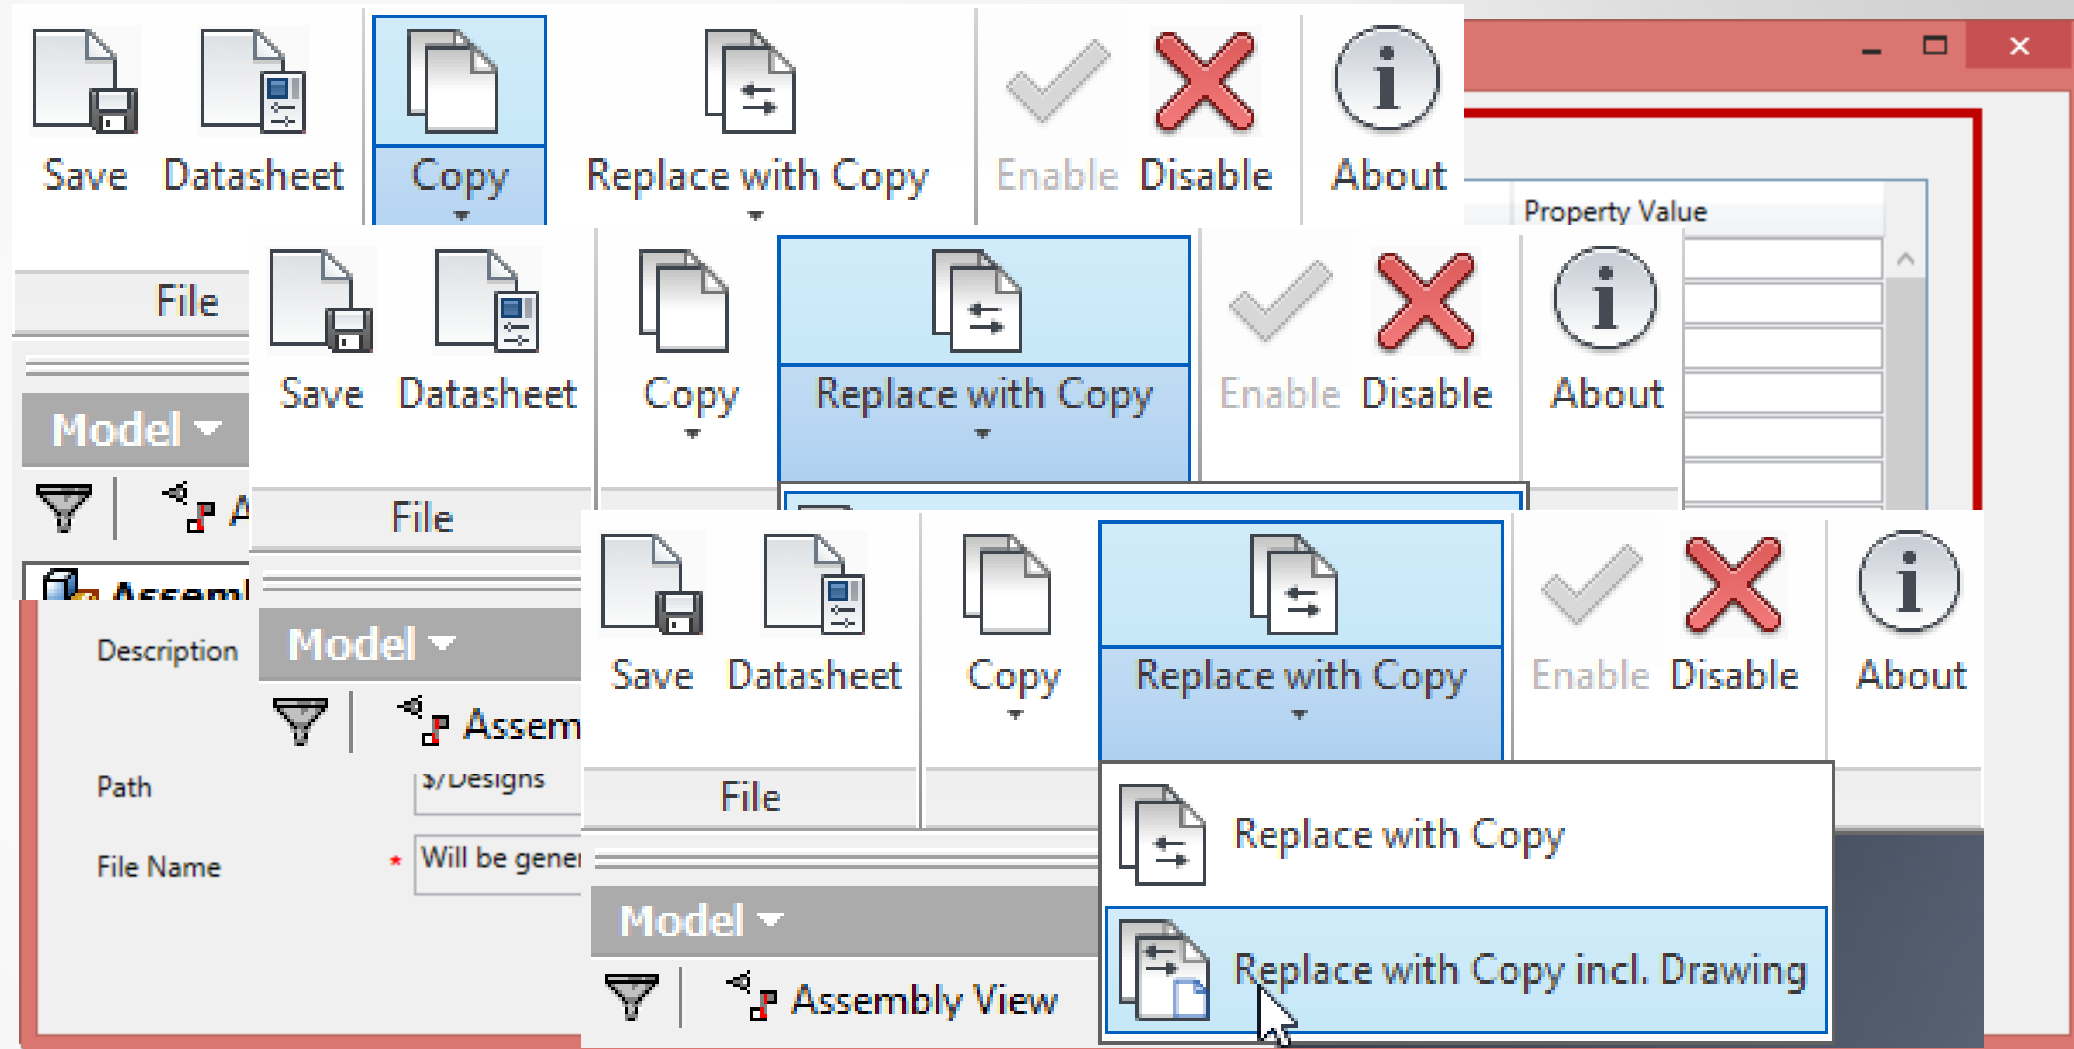 Save Datasheet Copy Replace with Copy Enable Disable About
Property Value
File
Save Datasheet Copy Replace with Copy Enable Disable About
Model
File
Save Datasheet Copy Replace with Copy Enable Disable About
Description
Model
Path
$/Designs
File
Replace with Copy
File Name
*
Will be
Model
Replace with Copy incl. Drawing
Assembly View